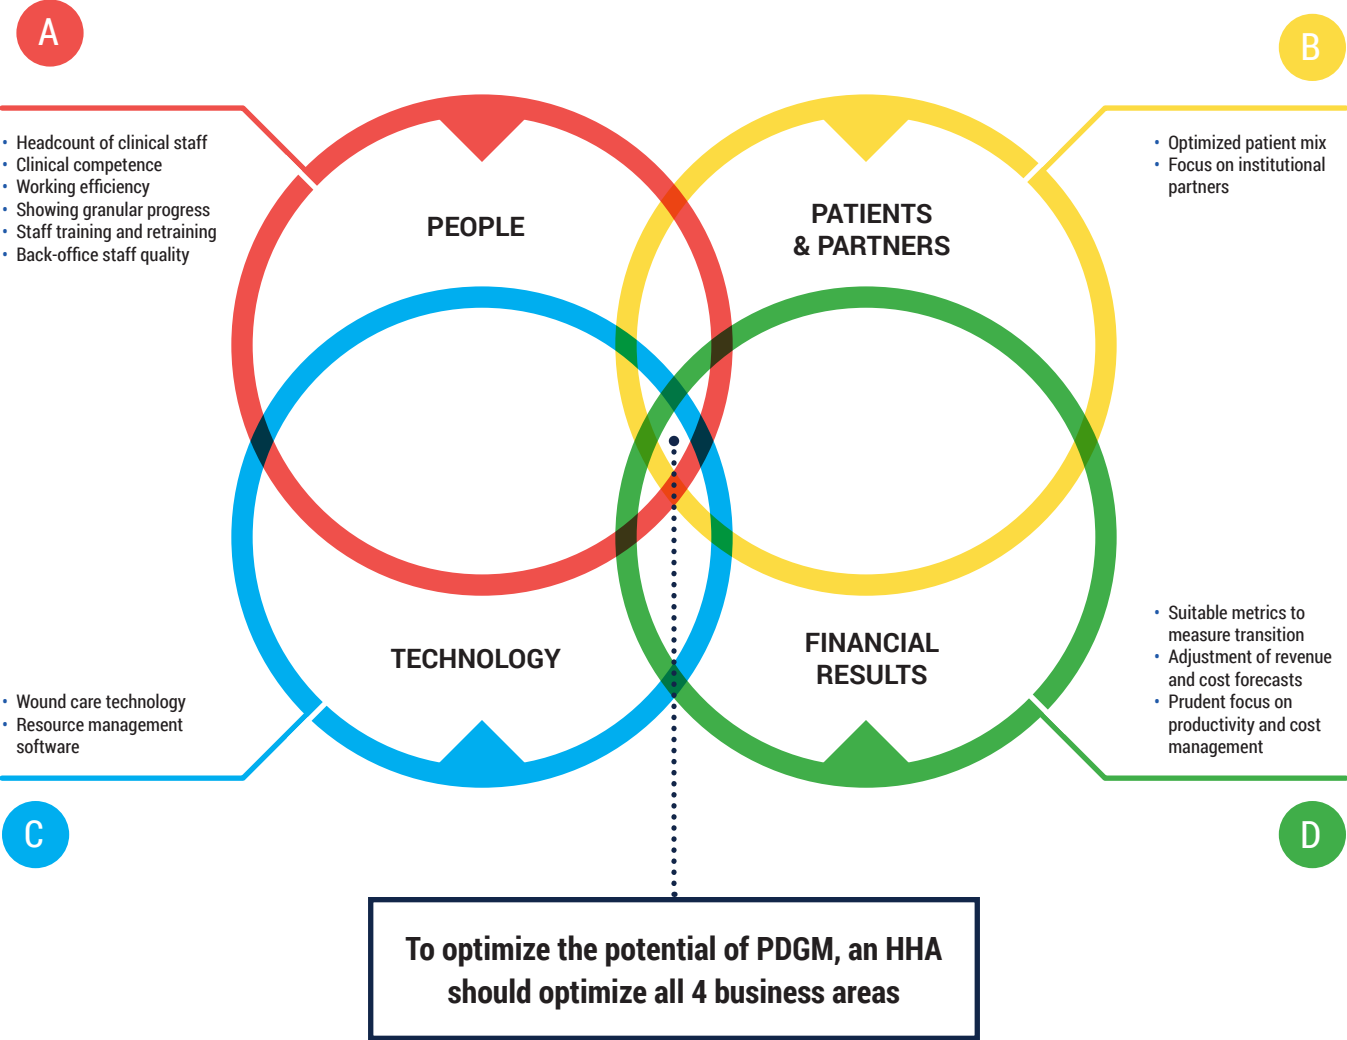 A
• Headcount of clinical staff
• Clinical competence
• Working efficiency
• Showing granular progress
• Staff training and retraining
• Back-office staff quality
PEOPLE
B
• Optimized patient mix
• Focus on institutional
partners
PATIENTS
& PARTNERS
TECHNOLOGY
• Wound care technology
• Resource management
software
C
FINANCIAL
RESULTS
• Suitable metrics to
measure transition
• Adjustment of revenue
and cost forecasts
• Prudent focus on
productivity and cost
management
D
To optimize the potential of PDGM, an HHA
should optimize all 4 business areas